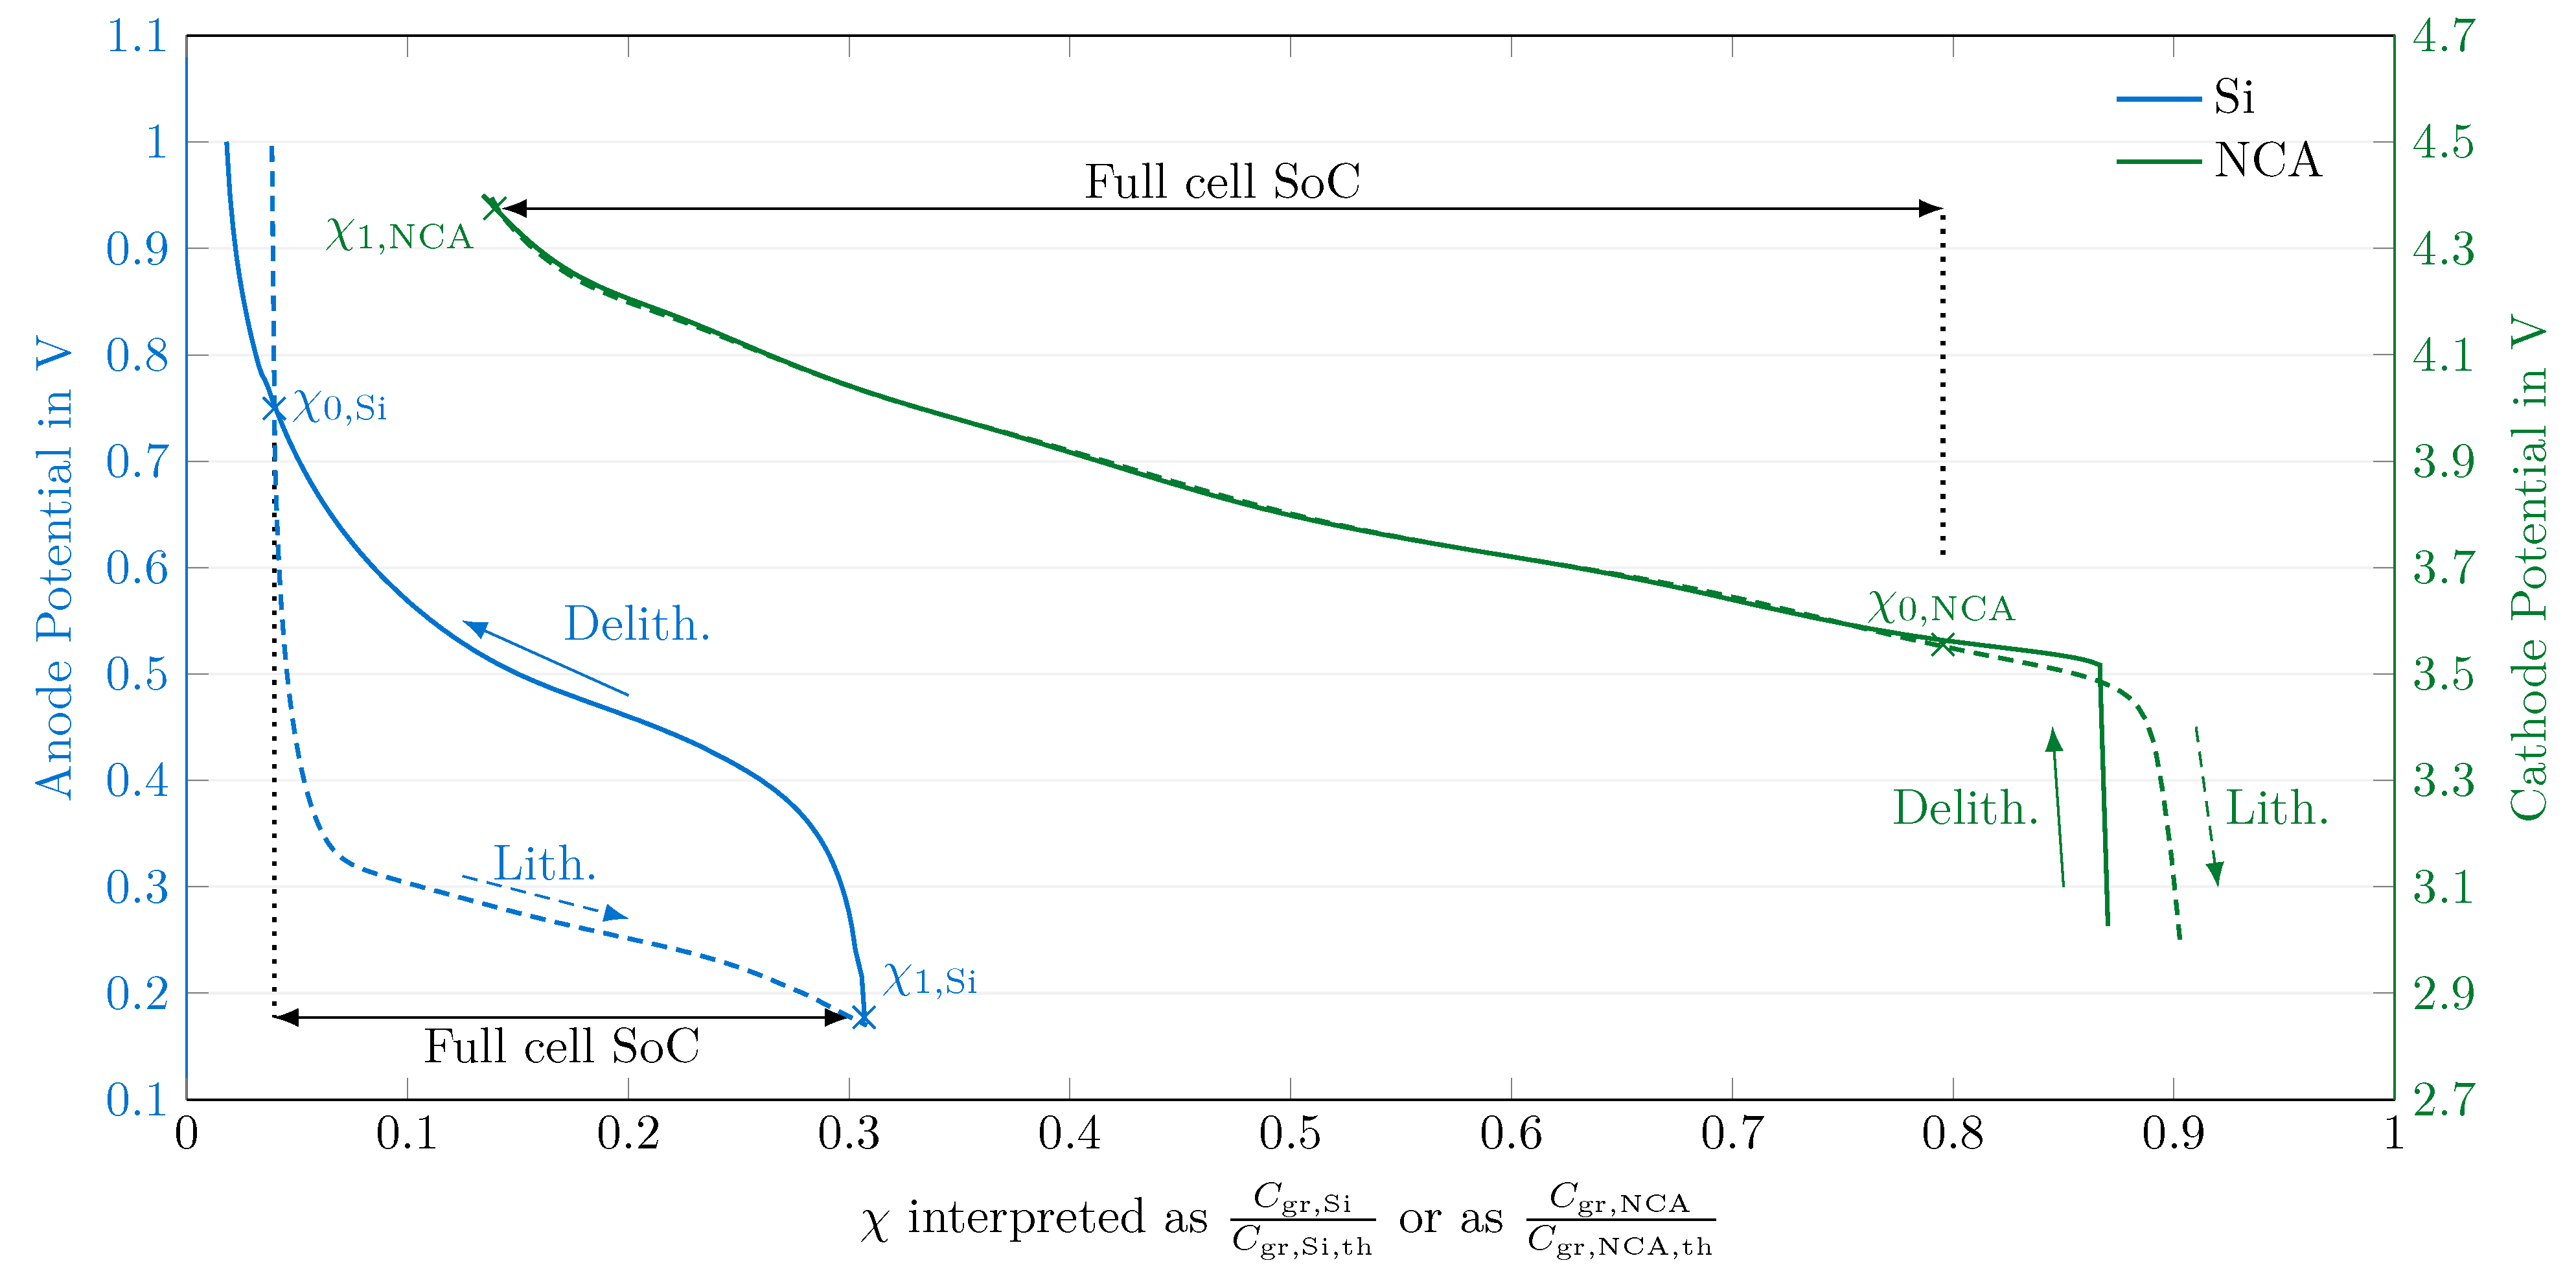 1.1
1
0.9
0.8
0.7
0.6
0.5
0.4
0.3
0.2
0.1
Anode Potential in V
4.7
4.5
4.3
4.1
3.9
3.7
3.5
3.3
3.1
2.9
2.7
Cathode Potential in V
Si
NCA
Full cell SoC
χ1,NCA
χ0,Si
Delith.
χ0,NCA
Delith.
Lith.
Lith.
χ1,Si
Full cell SoC
0 0.1 0.2 0.3 0.4 0.5 0.6 0.7 0.8 0.9 1
χ interpreted as C_gr,Si/C_gr,Si,th or as C_gr,NCA/C_gr,NCA,th